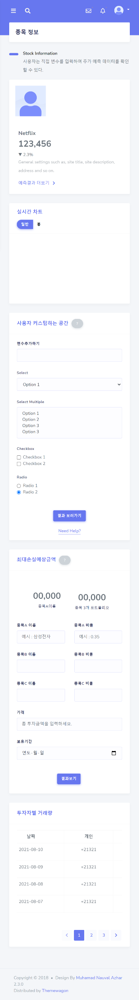 종목 정보
Stock Information
사용자는 직접 변수를 입력하여 주가 예측 데이터를 확인
할 수 있다.
Netflix
123,456
▼ 2.3%
General settings such as, site title, site description,
address and so on.
예측결과 더보기
실시간 차트
일반 봉
사용자 커스텀하는 공간 ?
변수추가하기
Select
Option 1
Select Multiple
Option 1
Option 2
Option 3
Option 3
Checkbox
Checkbox 1
Checkbox 2
Radio
Radio 1
Radio 2
결과 보러가기
Need Help?
최대손실예상금액 ?
00,000 00,000
종목A이름 종목 3개 포트폴리오
종목A 이름 종목A 비율
예시 : 삼성전자 예시 : 0.35
종목B 이름 종목B 비율
종목C 이름 종목C 비율
가격
총 투자금액을 입력하세요.
보유기간
연도-월-일
결과보기
투자자별 거래량
날짜 개인
2021-08-10 +21321
2021-08-09 +21321
2021-08-08 +21321
2021-08-07 +21321
1 2 3
Copyright © 2018 • Design By Muhamad Nauval Azhar
2.3.0
Distributed by Themewagon